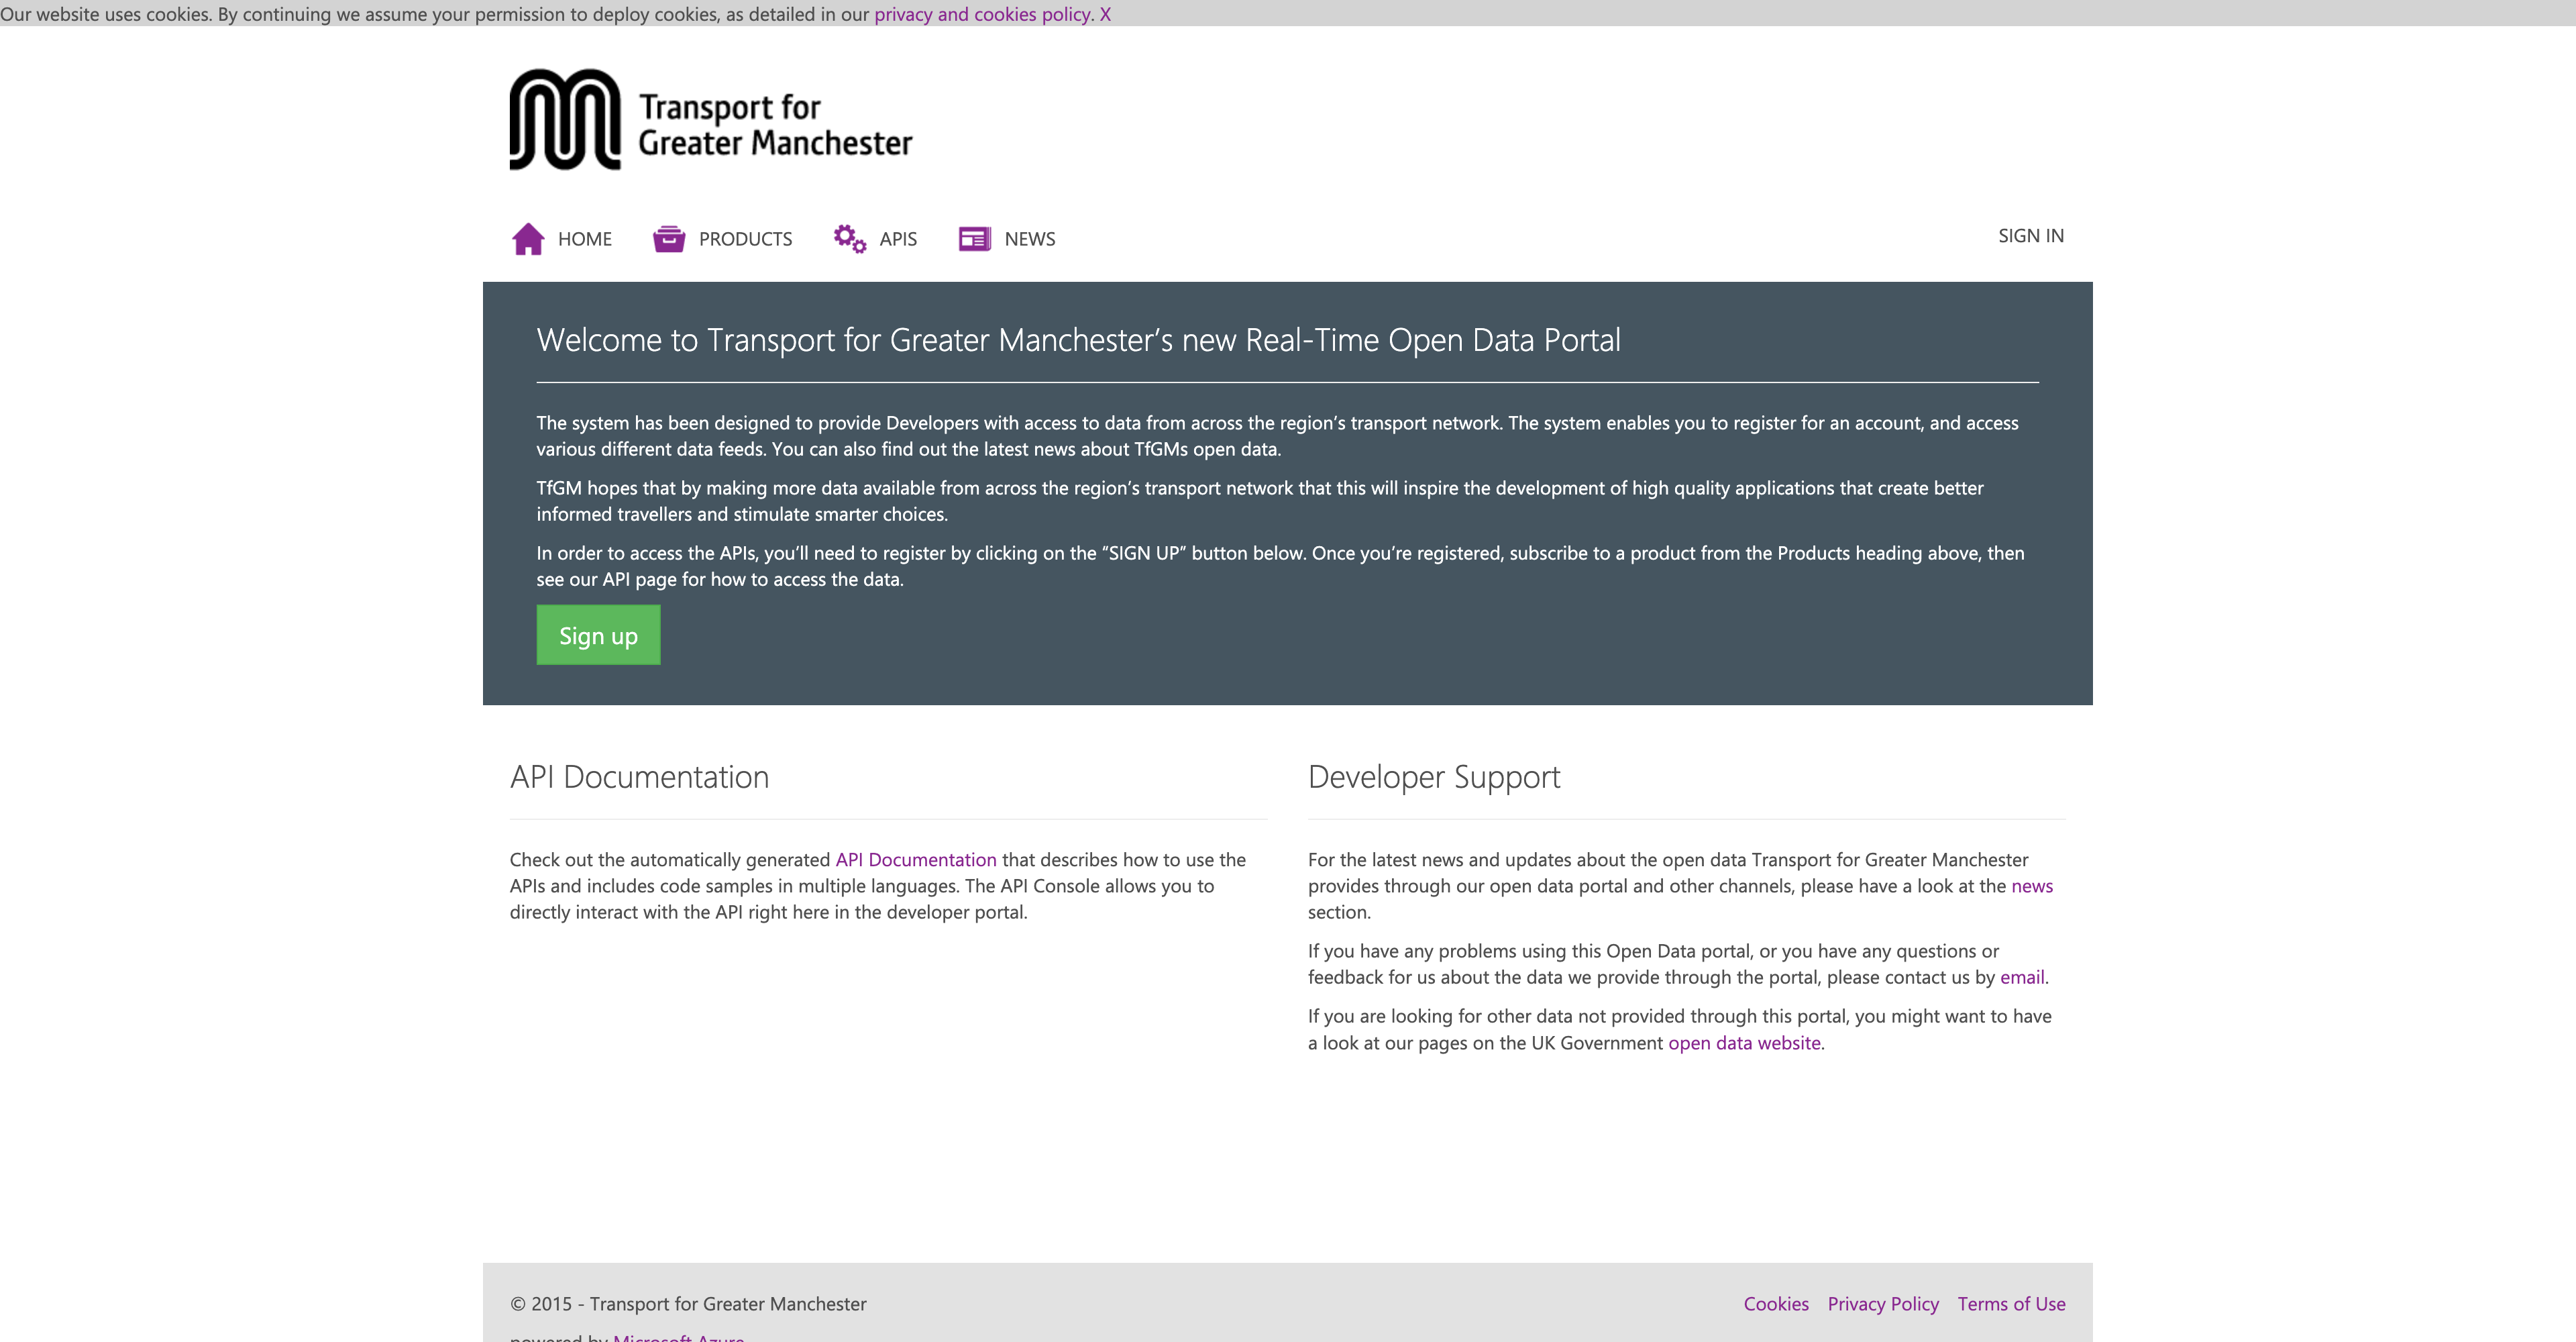 Our website uses cookies. By continuing we assume your permission to deploy cookies, as detailed in our privacy and cookies policy. X
Transport for
Greater Manchester
HOME PRODUCTS APIS NEWS SIGN IN
Welcome to Transport for Greater Manchester’s new Real-Time Open Data Portal
The system has been designed to provide Developers with access to data from across the region’s transport network. The system enables you to register for an account, and access
various different data feeds. You can also find out the latest news about TfGMs open data.
TfGM hopes that by making more data available from across the region’s transport network that this will inspire the development of high quality applications that create better
informed travellers and stimulate smarter choices.
In order to access the APIs, you’ll need to register by clicking on the “SIGN UP” button below. Once you’re registered, subscribe to a product from the Products heading above, then
see our API page for how to access the data.
Sign up
API Documentation
Check out the automatically generated API Documentation that describes how to use the
APIs and includes code samples in multiple languages. The API Console allows you to
directly interact with the API right here in the developer portal.
Developer Support
For the latest news and updates about the open data Transport for Greater Manchester
provides through our open data portal and other channels, please have a look at the news
section.
If you have any problems using this Open Data portal, or you have any questions or
feedback for us about the data we provide through the portal, please contact us by email.
If you are looking for other data not provided through this portal, you might want to have
a look at our pages on the UK Government open data website.
© 2015 - Transport for Greater Manchester
Cookies Privacy Policy Terms of Use
powered by Microsoft Azure